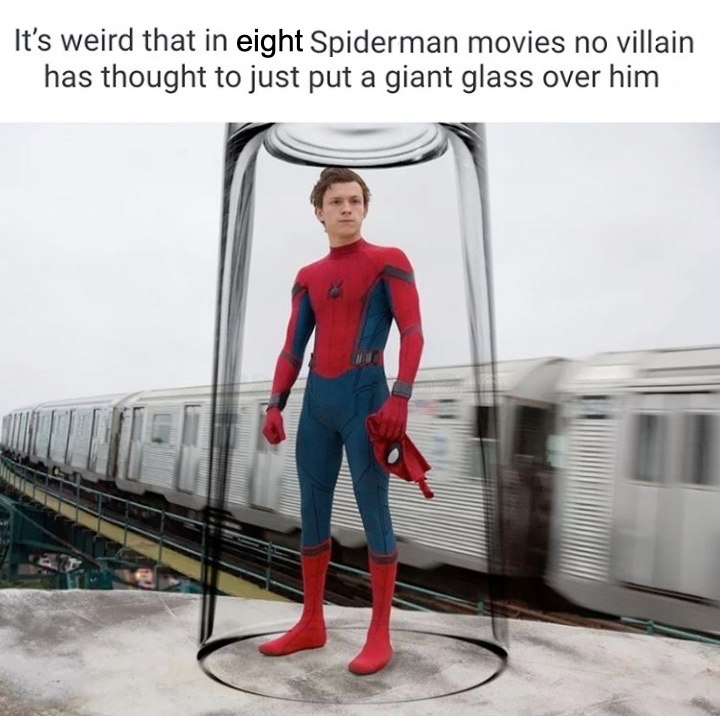 It's weird that in eight Spiderman movies no villain
has thought to just put a giant glass over him